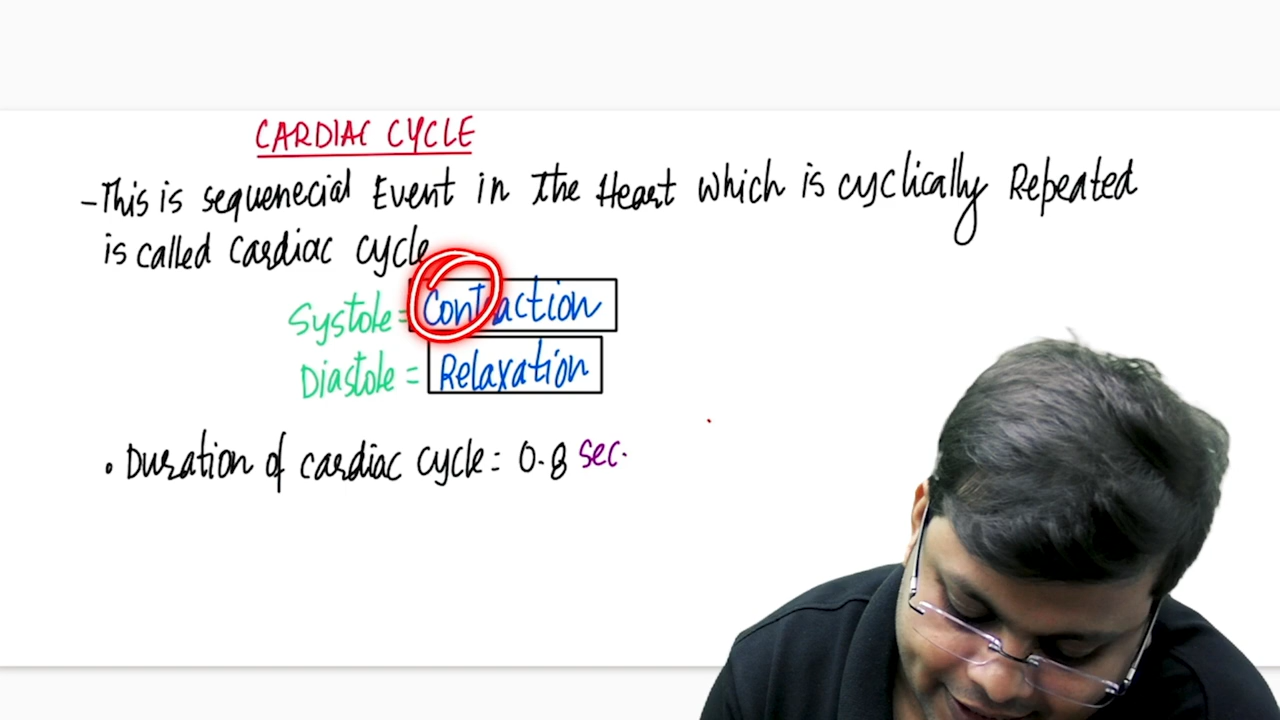 CARDIAC CYCLE
- This is sequenecial Event in the Heart which is cyclically Repeated
is called Cardiac cycle
Systole = Contraction
Diastole = Relaxation
• Duration of cardiac cycle = 0.8 sec.